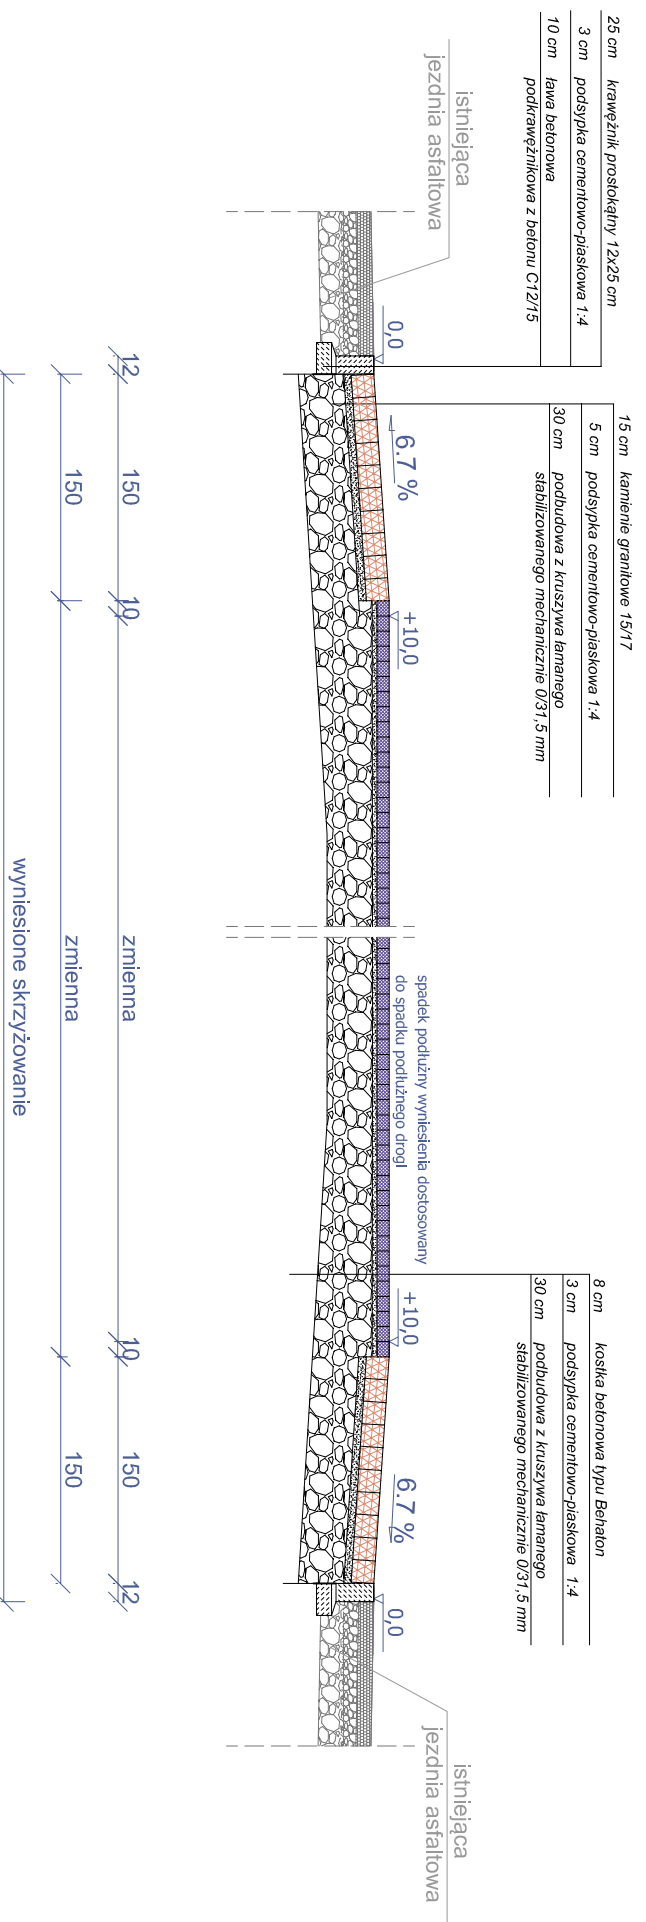 25 cm krawężnik prostokątny 12x25 cm
3 cm podsypka cementowo-piaskowa 1:4
10 cm ława betonowa
podkrawężnikowa z betonu C12/15
istniejąca
jezdnia asfaltowa
15 cm kamienie granitowe 15/17
5 cm podsypka cementowo-piaskowa 1:4
30 cm podbudowa z kruszywa łamanego
stabilizowanego mechanicznie 0/31,5 mm
8 cm kostka betonowa typu Behaton
3 cm podsypka cementowo-piaskowa 1:4
30 cm podbudowa z kruszywa łamanego
stabilizowanego mechanicznie 0/31,5 mm
istniejąca
jezdnia asfaltowa
0,0
6.7 %
+10,0
spadek podłużny wyniesienia dostosowany
do spadku podłużnego drogI
+10,0
6.7 %
0,0
12 150 10 zmienna 10 150 12
150 zmienna 150
wyniesione skrzyżowanie